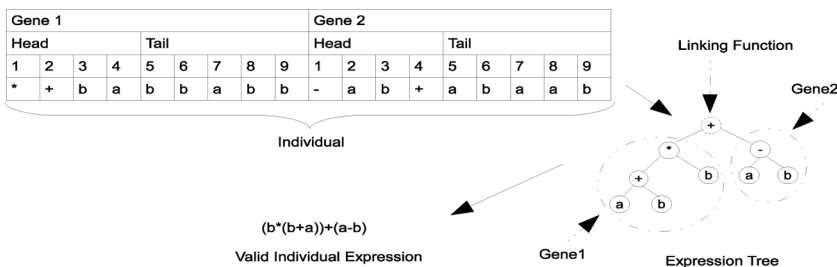 Gene 1 Gene 2
Head Tail Head Tail
1 2 3 4 5 6 7 8 9 1 2 3 4 5 6 7 8 9
* + b a b b a b b - a b + a b a a b
Individual
Linking Function
Gene2
+
* -
+ b a b
a b
Gene1
Expression Tree
(b*(b+a))+(a-b)
Valid Individual Expression